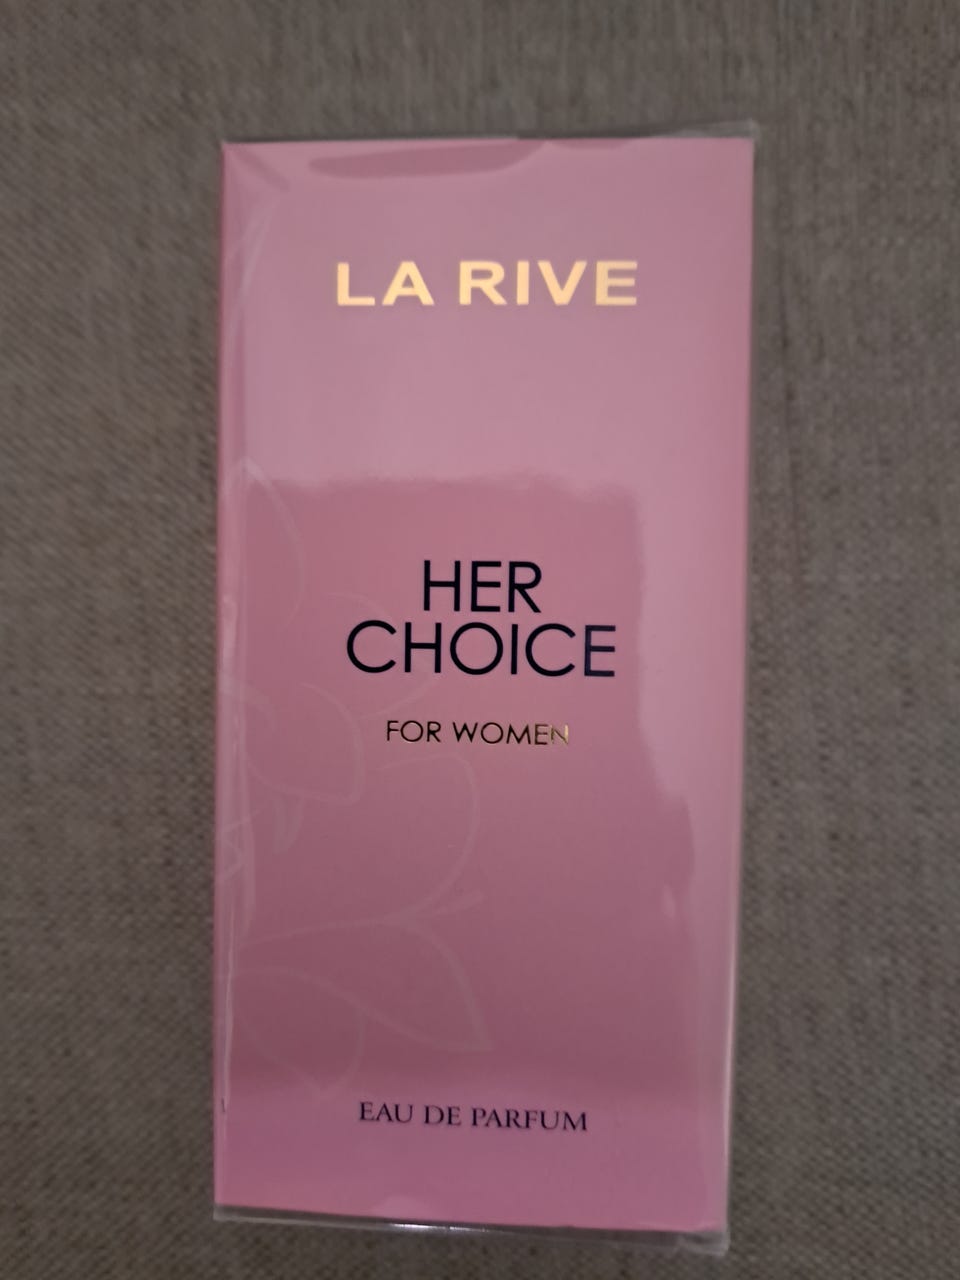 LA RIVE
HER
CHOICE
FOR WOMEN
EAU DE PARFUM